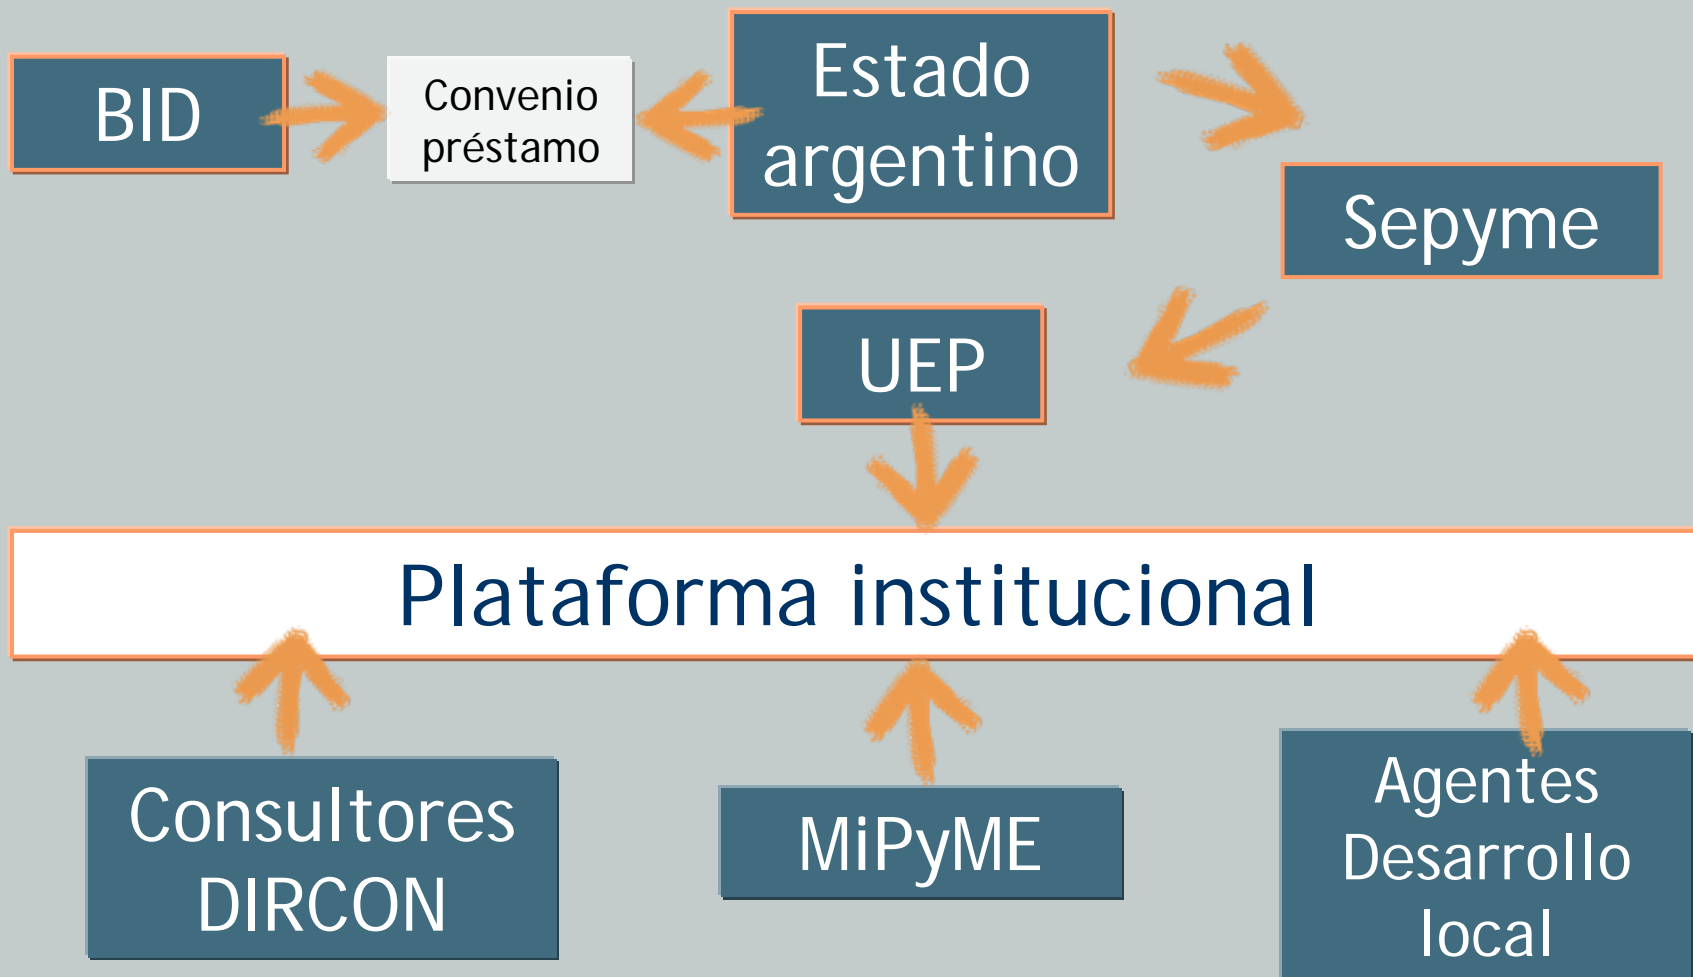 BID
Convenio
préstamo
Estado
argentino
Sepyme
UEP
Plataforma institucional
Consultores
DIRCON
MiPyME
Agentes
Desarrollo
local